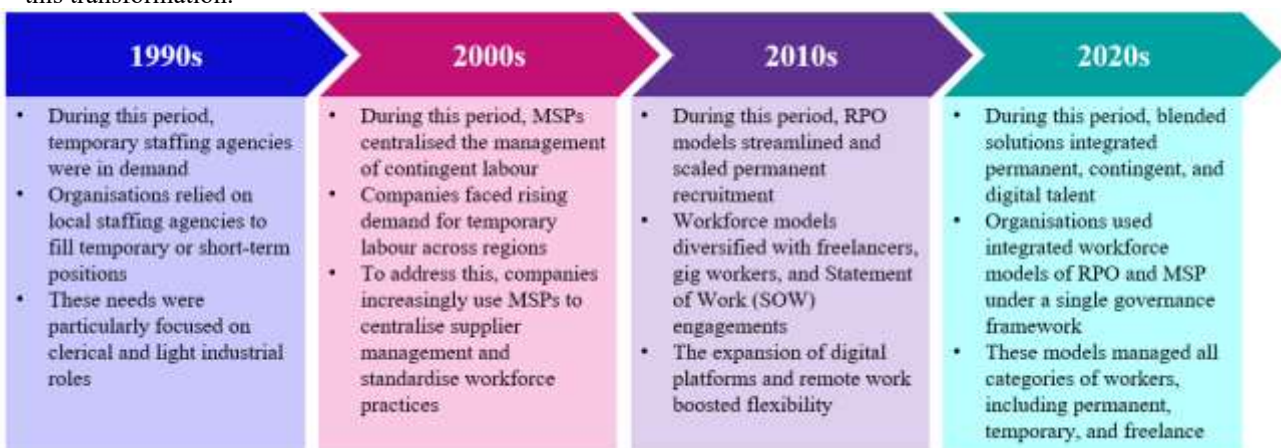 this transformation.
1990s
• During this period,
temporary staffing agencies
were in demand
• Organisations relied on
local staffing agencies to
fill temporary or short-term
positions
• These needs were
particularly focused on
clerical and light industrial
roles
2000s
• During this period, MSPs
centralised the management
of contingent labour
• Companies faced rising
demand for temporary
labour across regions
• To address this, companies
increasingly use MSPs to
centralise supplier
management and
standardise workforce
practices
2010s
• During this period, RPO
models streamlined and
scaled permanent
recruitment
• Workforce models
diversified with freelancers,
gig workers, and Statement
of Work (SOW)
engagements
• The expansion of digital
platforms and remote work
boosted flexibility
2020s
• During this period, blended
solutions integrated
permanent, contingent, and
digital talent
• Organisations used
integrated workforce
models of RPO and MSP
under a single governance
framework
• These models managed all
categories of workers,
including permanent,
temporary, and freelance